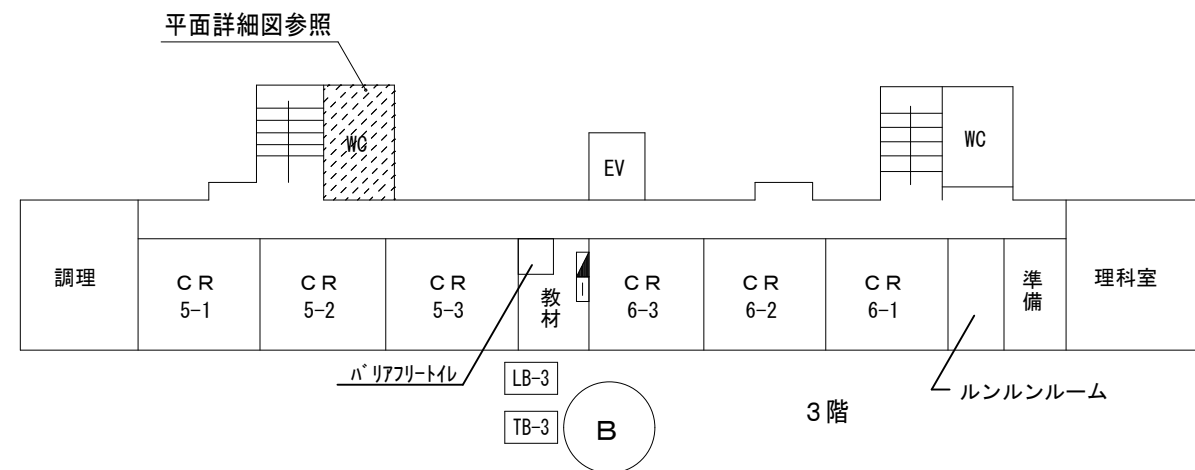 平面詳細図参照
WC
WC
EV
調理
CR
5-1
CR
5-2
CR
5-3
教材
CR
6-3
CR
6-2
CR
6-1
準備
理科室
バリアフリートイレ
LB-3
TB-3
B
3階
ルンルンルーム